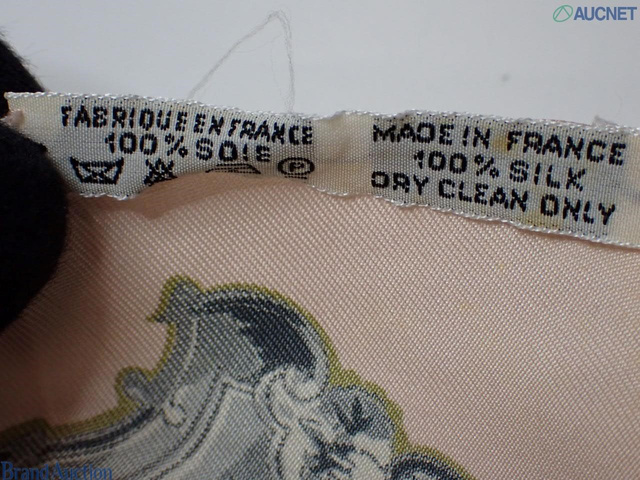 AUCNET
FABRIQUE EN FRANCE
100% SOIE
P
MADE IN FRANCE
100% SILK
DRY CLEAN ONLY
Brand Auction